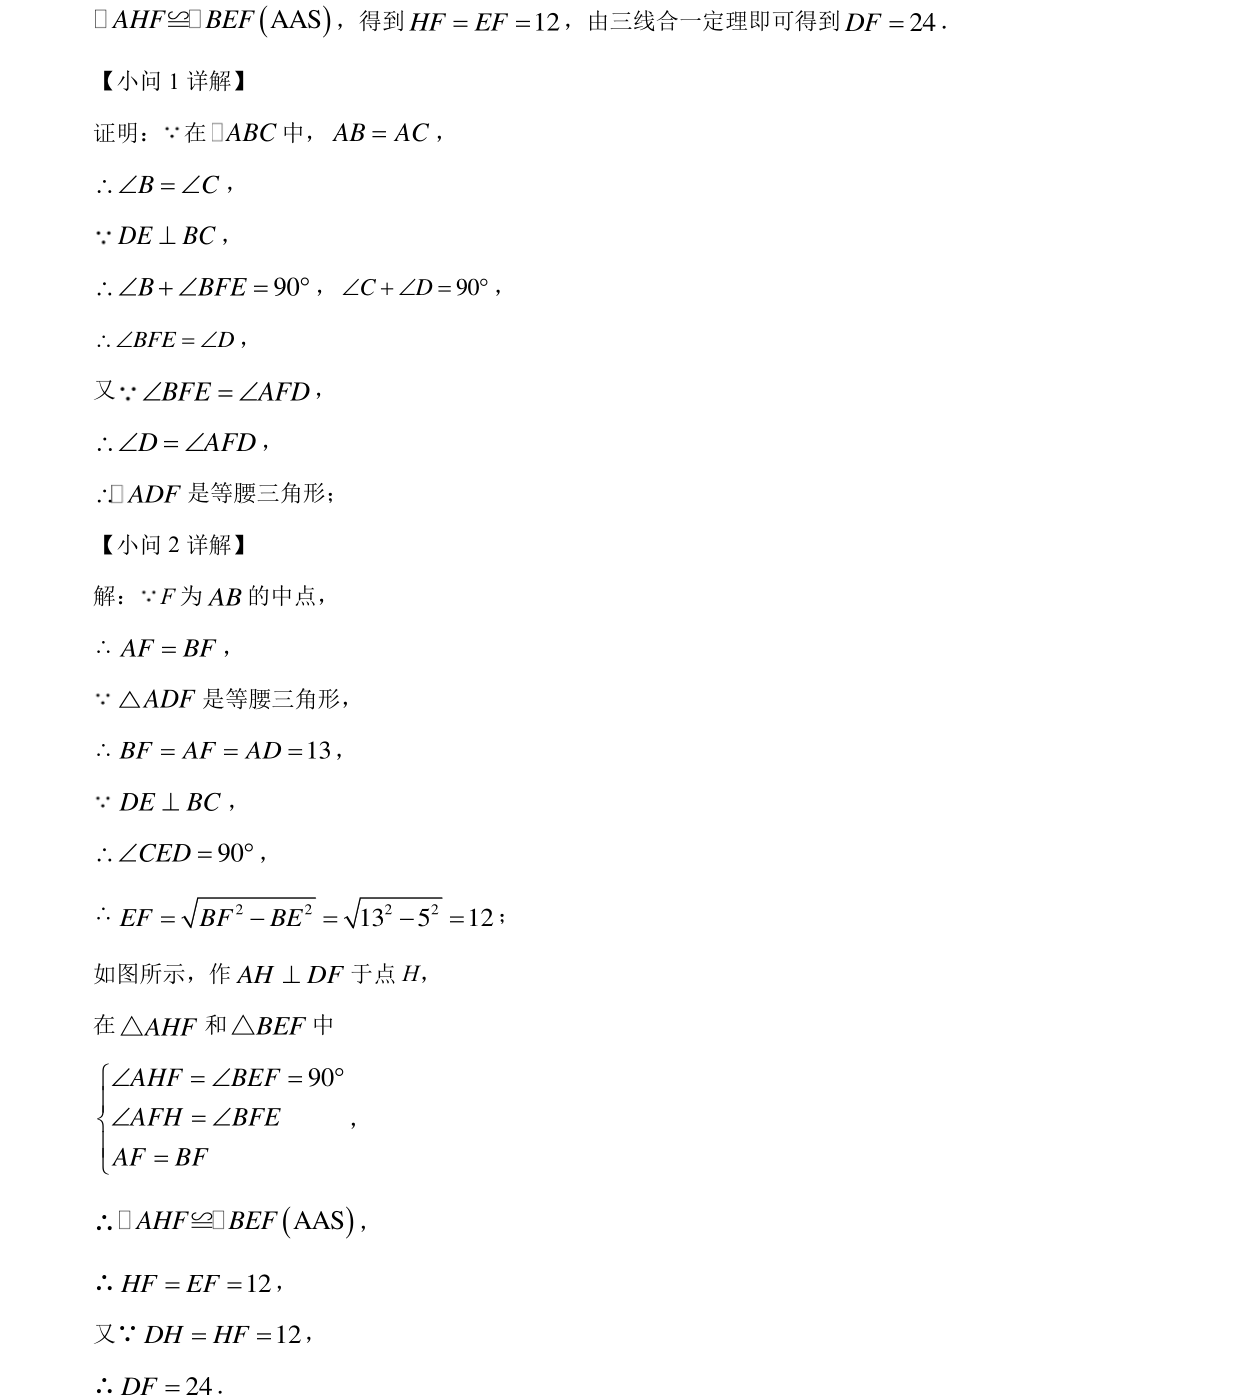 □AHF≌□BEF(AAS)，得到HF=EF=12，由三线合一定理即可得到DF=24．
【小问1详解】
证明：∵在□ABC中，AB=AC，
∴∠B=∠C，
∵DE⊥BC，
∴∠B+∠BFE=90°，∠C+∠D=90°，
∴∠BFE=∠D，
又∵∠BFE=∠AFD，
∴∠D=∠AFD，
∴□ADF是等腰三角形；
【小问2详解】
解：∵F为AB的中点，
∴AF=BF，
∵△ADF是等腰三角形，
∴BF=AF=AD=13，
∵DE⊥BC，
∴∠CED=90°，
∴EF=√(BF²−BE²)=√(13²−5²)=12；
如图所示，作AH⊥DF于点H，
在△AHF和△BEF中
{∠AHF=∠BEF=90°
∠AFH=∠BFE，
AF=BF
∴□AHF≌□BEF(AAS)，
∴HF=EF=12，
又∵DH=HF=12，
∴DF=24．